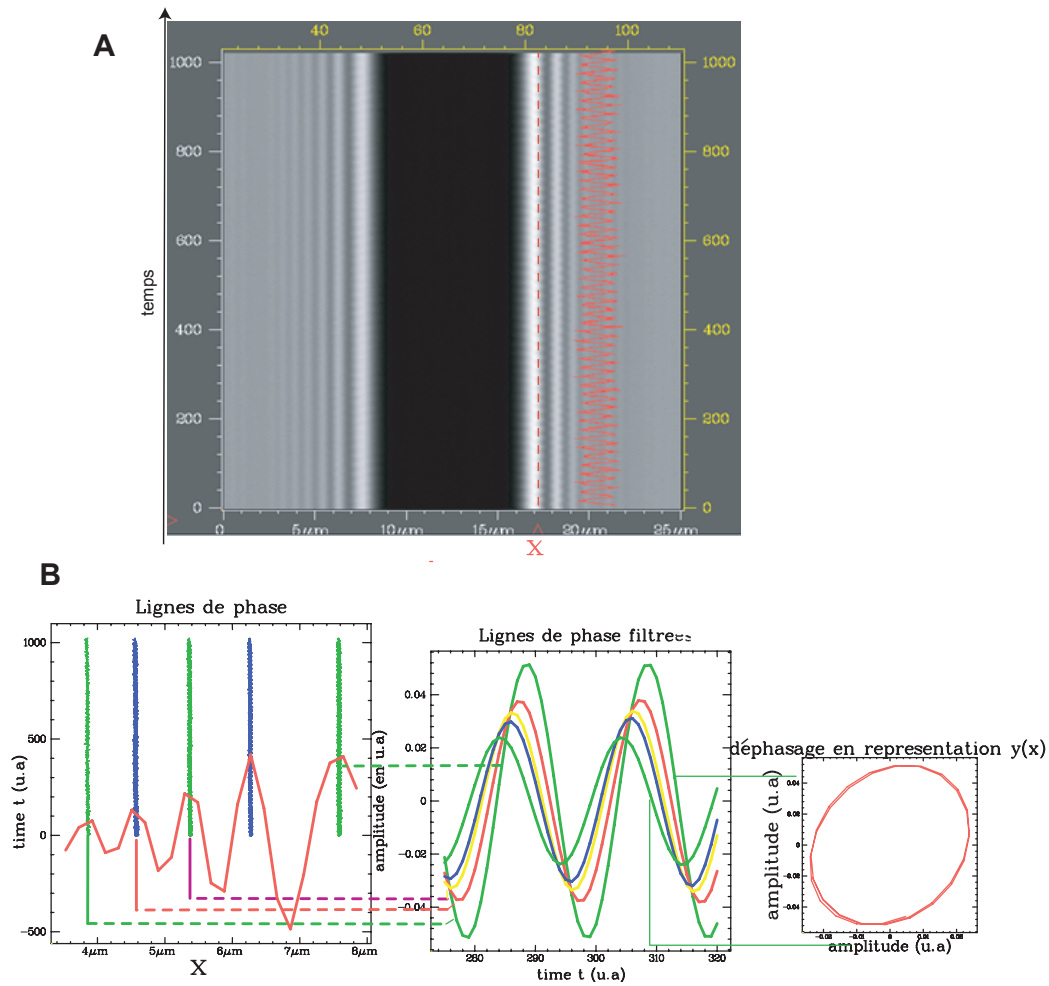 A
40 60 80 100
1000 1000
800 800
600 600
400 400
200 200
0 0
temps
0 5µm 10µm 15µm 20µm 25µm
X
B
Lignes de phase
1000
500
0
−500
time t (u.a)
4µm 5µm 6µm 7µm 8µm
X
Lignes de phase filtrees
amplitude (en u.a)
0.04
0.02
0
−0.02
−0.04
280 290 300 310 320
time t (u.a)
déphasage en representation y(x)
amplitude (u.a)
0
amplitude (u.a)